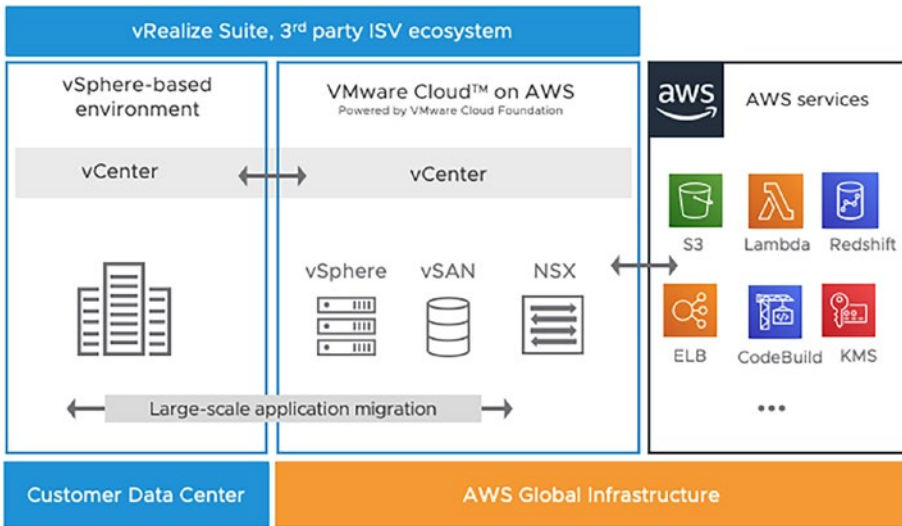 vRealize Suite, 3rd party ISV ecosystem
vSphere-based
environment
VMware Cloud™ on AWS
Powered by VMware Cloud Foundation
aws
AWS services
vCenter
vCenter
S3
Lambda
Redshift
vSphere
vSAN
NSX
ELB
CodeBuild
KMS
Large-scale application migration
•••
Customer Data Center
AWS Global Infrastructure